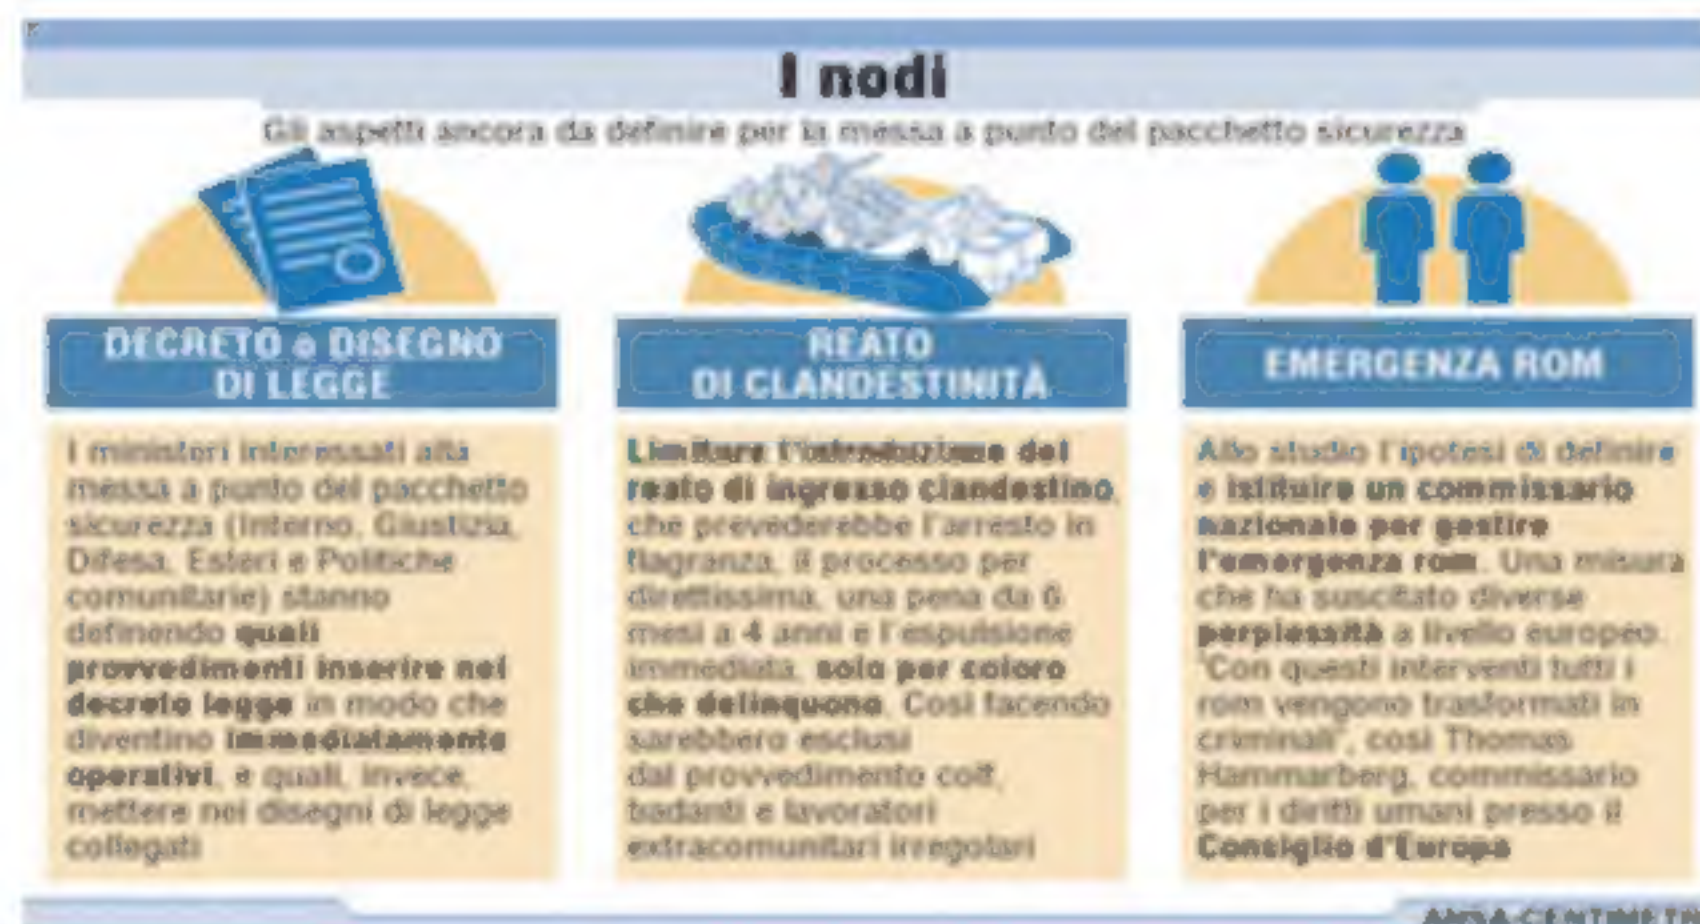 I nodi
Gli aspetti ancora da definire per la messa a punto del pacchetto sicurezza
DECRETO o DISEGNO
DI LEGGE
I ministeri interessati alla
messa a punto del pacchetto
sicurezza (Interno, Giustizia,
Difesa, Esteri e Politiche
comunitarie) stanno
definendo quali
provvedimenti inserire nel
decreto legge in modo che
diventino immediatamente
operativi, e quali, invece,
mettere nei disegni di legge
collegati
REATO
DI CLANDESTINITÀ
Limitare l'introduzione del
reato di ingresso clandestino,
che prevederebbe l'arresto in
flagranza, il processo per
direttissima, una pena da 6
mesi a 4 anni e l'espulsione
immediata, solo per coloro
che delinquono. Così facendo
sarebbero esclusi
dal provvedimento colf,
badanti e lavoratori
extracomunitari irregolari
EMERGENZA ROM
Allo studio l'ipotesi di definire
e istituire un commissario
nazionale per gestire
l'emergenza rom. Una misura
che ha suscitato diverse
perplessità a livello europeo.
"Con questi interventi tutti i
rom vengono trasformati in
criminali", così Thomas
Hammarberg, commissario
per i diritti umani presso il
Consiglio d'Europa